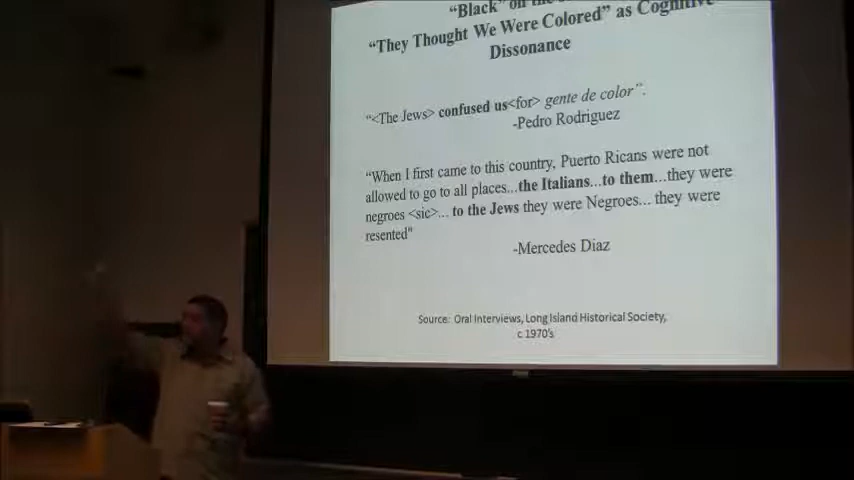 “Black” on the
“They Thought We Were Colored” as Cognitive
Dissonance
“<The Jews> confused us<for> gente de color”.
-Pedro Rodriguez
“When I first came to this country, Puerto Ricans were not
allowed to go to all places...the Italians...to them...they were
negroes <sic>... to the Jews they were Negroes... they were
resented"
-Mercedes Diaz
Source: Oral Interviews, Long Island Historical Society,
c 1970's